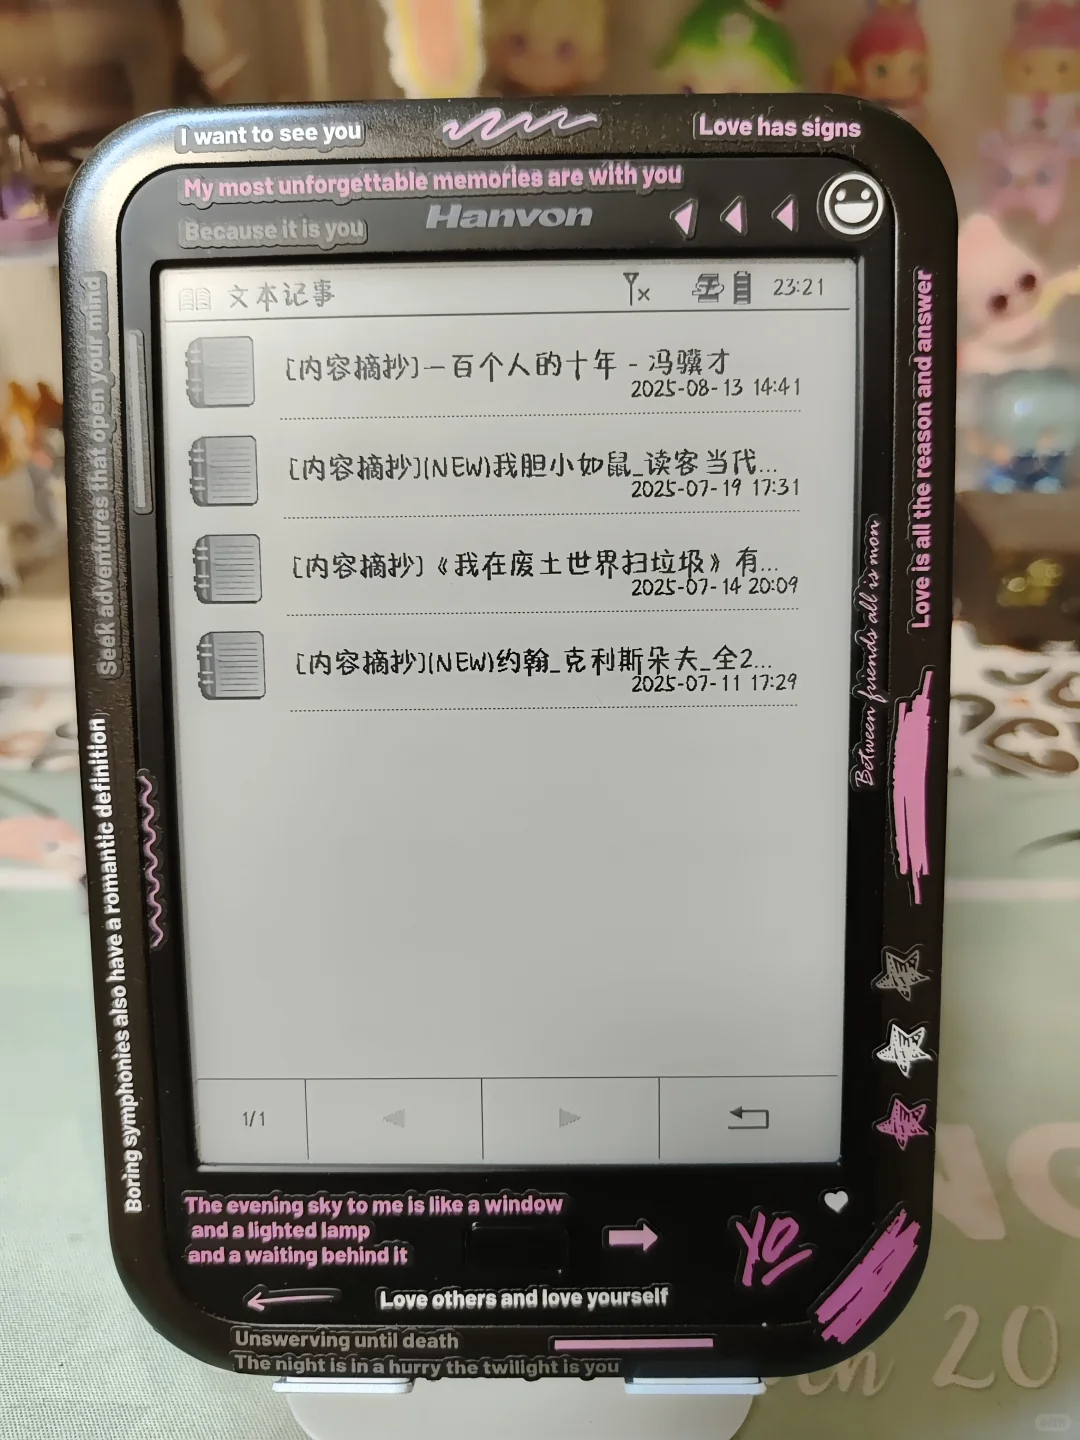 I want to see you
Love has signs
My most unforgettable memories are with you
Because it is you
Hanvon
文本记事
23:21
[内容摘抄]一百个人的十年 - 冯骥才
2025-08-13 14:41
[内容摘抄](NEW)我胆小如鼠_读客当代...
2025-07-19 17:31
[内容摘抄]《我在废土世界扫垃圾》有...
2025-07-14 20:09
[内容摘抄](NEW)约翰_克利斯朵夫_全2...
2025-07-11 17:29
1/1
Seek adventures that open your mind
Boring symphonies also have a romantic definition
Love is all the reason and answer
Between friends all is mon
The evening sky to me is like a window
and a lighted lamp
and a waiting behind it
YO
Love others and love yourself
Unswerving until death
The night is in a hurry the twilight is you
20